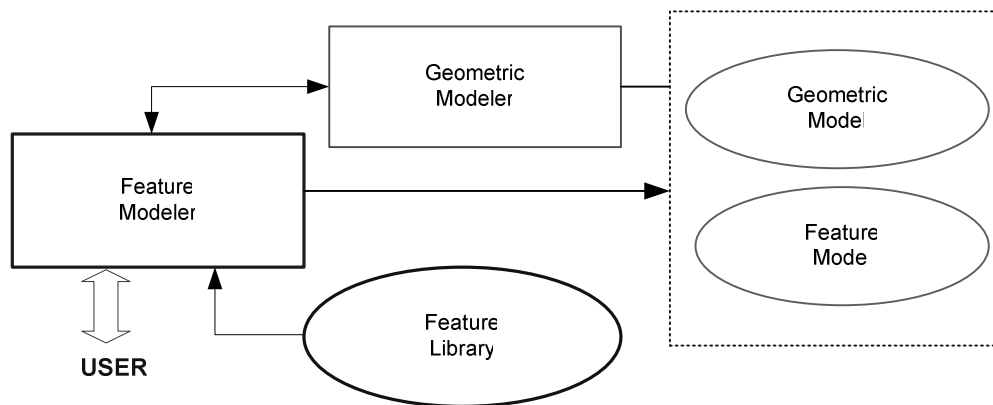 Geometric
Modeler
Geometric
Model
Feature
Modeler
Feature
Mode
Feature
Library
USER